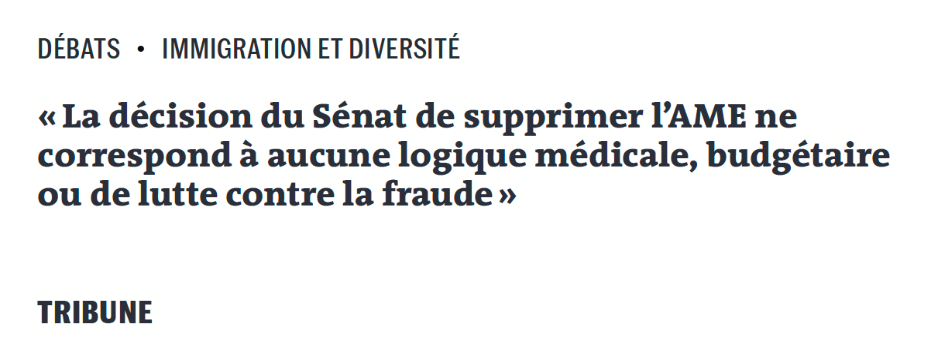 DÉBATS • IMMIGRATION ET DIVERSITÉ
« La décision du Sénat de supprimer l’AME ne
correspond à aucune logique médicale, budgétaire
ou de lutte contre la fraude »
TRIBUNE